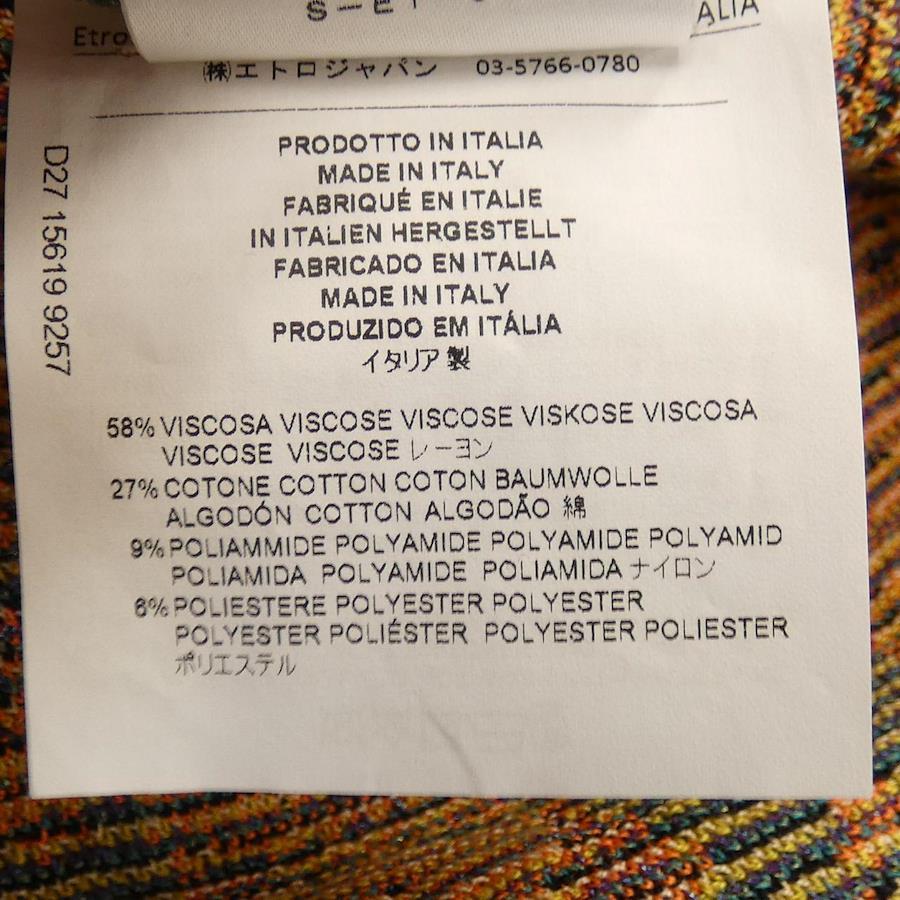 Etro
ALIA
㈱エトロジャパン 03-5766-0780
PRODOTTO IN ITALIA
MADE IN ITALY
FABRIQUÉ EN ITALIE
IN ITALIEN HERGESTELLT
FABRICADO EN ITALIA
MADE IN ITALY
PRODUZIDO EM ITÁLIA
イタリア製
D27 15619 9257
58% VISCOSA VISCOSE VISCOSE VISKOSE VISCOSA
VISCOSE VISCOSE レーヨン
27% COTONE COTTON COTON BAUMWOLLE
ALGODÓN COTTON ALGODÃO 綿
9% POLIAMMIDE POLYAMIDE POLYAMIDE POLYAMID
POLIAMIDA POLYAMIDE POLIAMIDA ナイロン
6% POLIESTERE POLYESTER POLYESTER
POLYESTER POLIÉSTER POLYESTER POLIESTER
ポリエステル